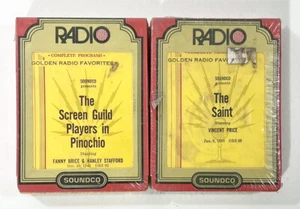 RADIO
COMPLETE PROGRAMS
GOLDEN RADIO FAVORITES
SOUNDCO
presents
The
Screen Guild
Players in
Pinochio
Starring
FANNY BRICE & HANLEY STAFFORD
SOUNDCO
RADIO
GOLDEN RADIO FAVORITES
SOUNDCO
presents
The
Saint
Starring
VINCENT PRICE
SOUNDCO